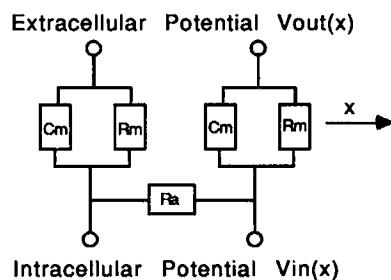 Extracellular Potential Vout(x)
Cm Rm Cm Rm
x
Ra
Intracellular Potential Vin(x)